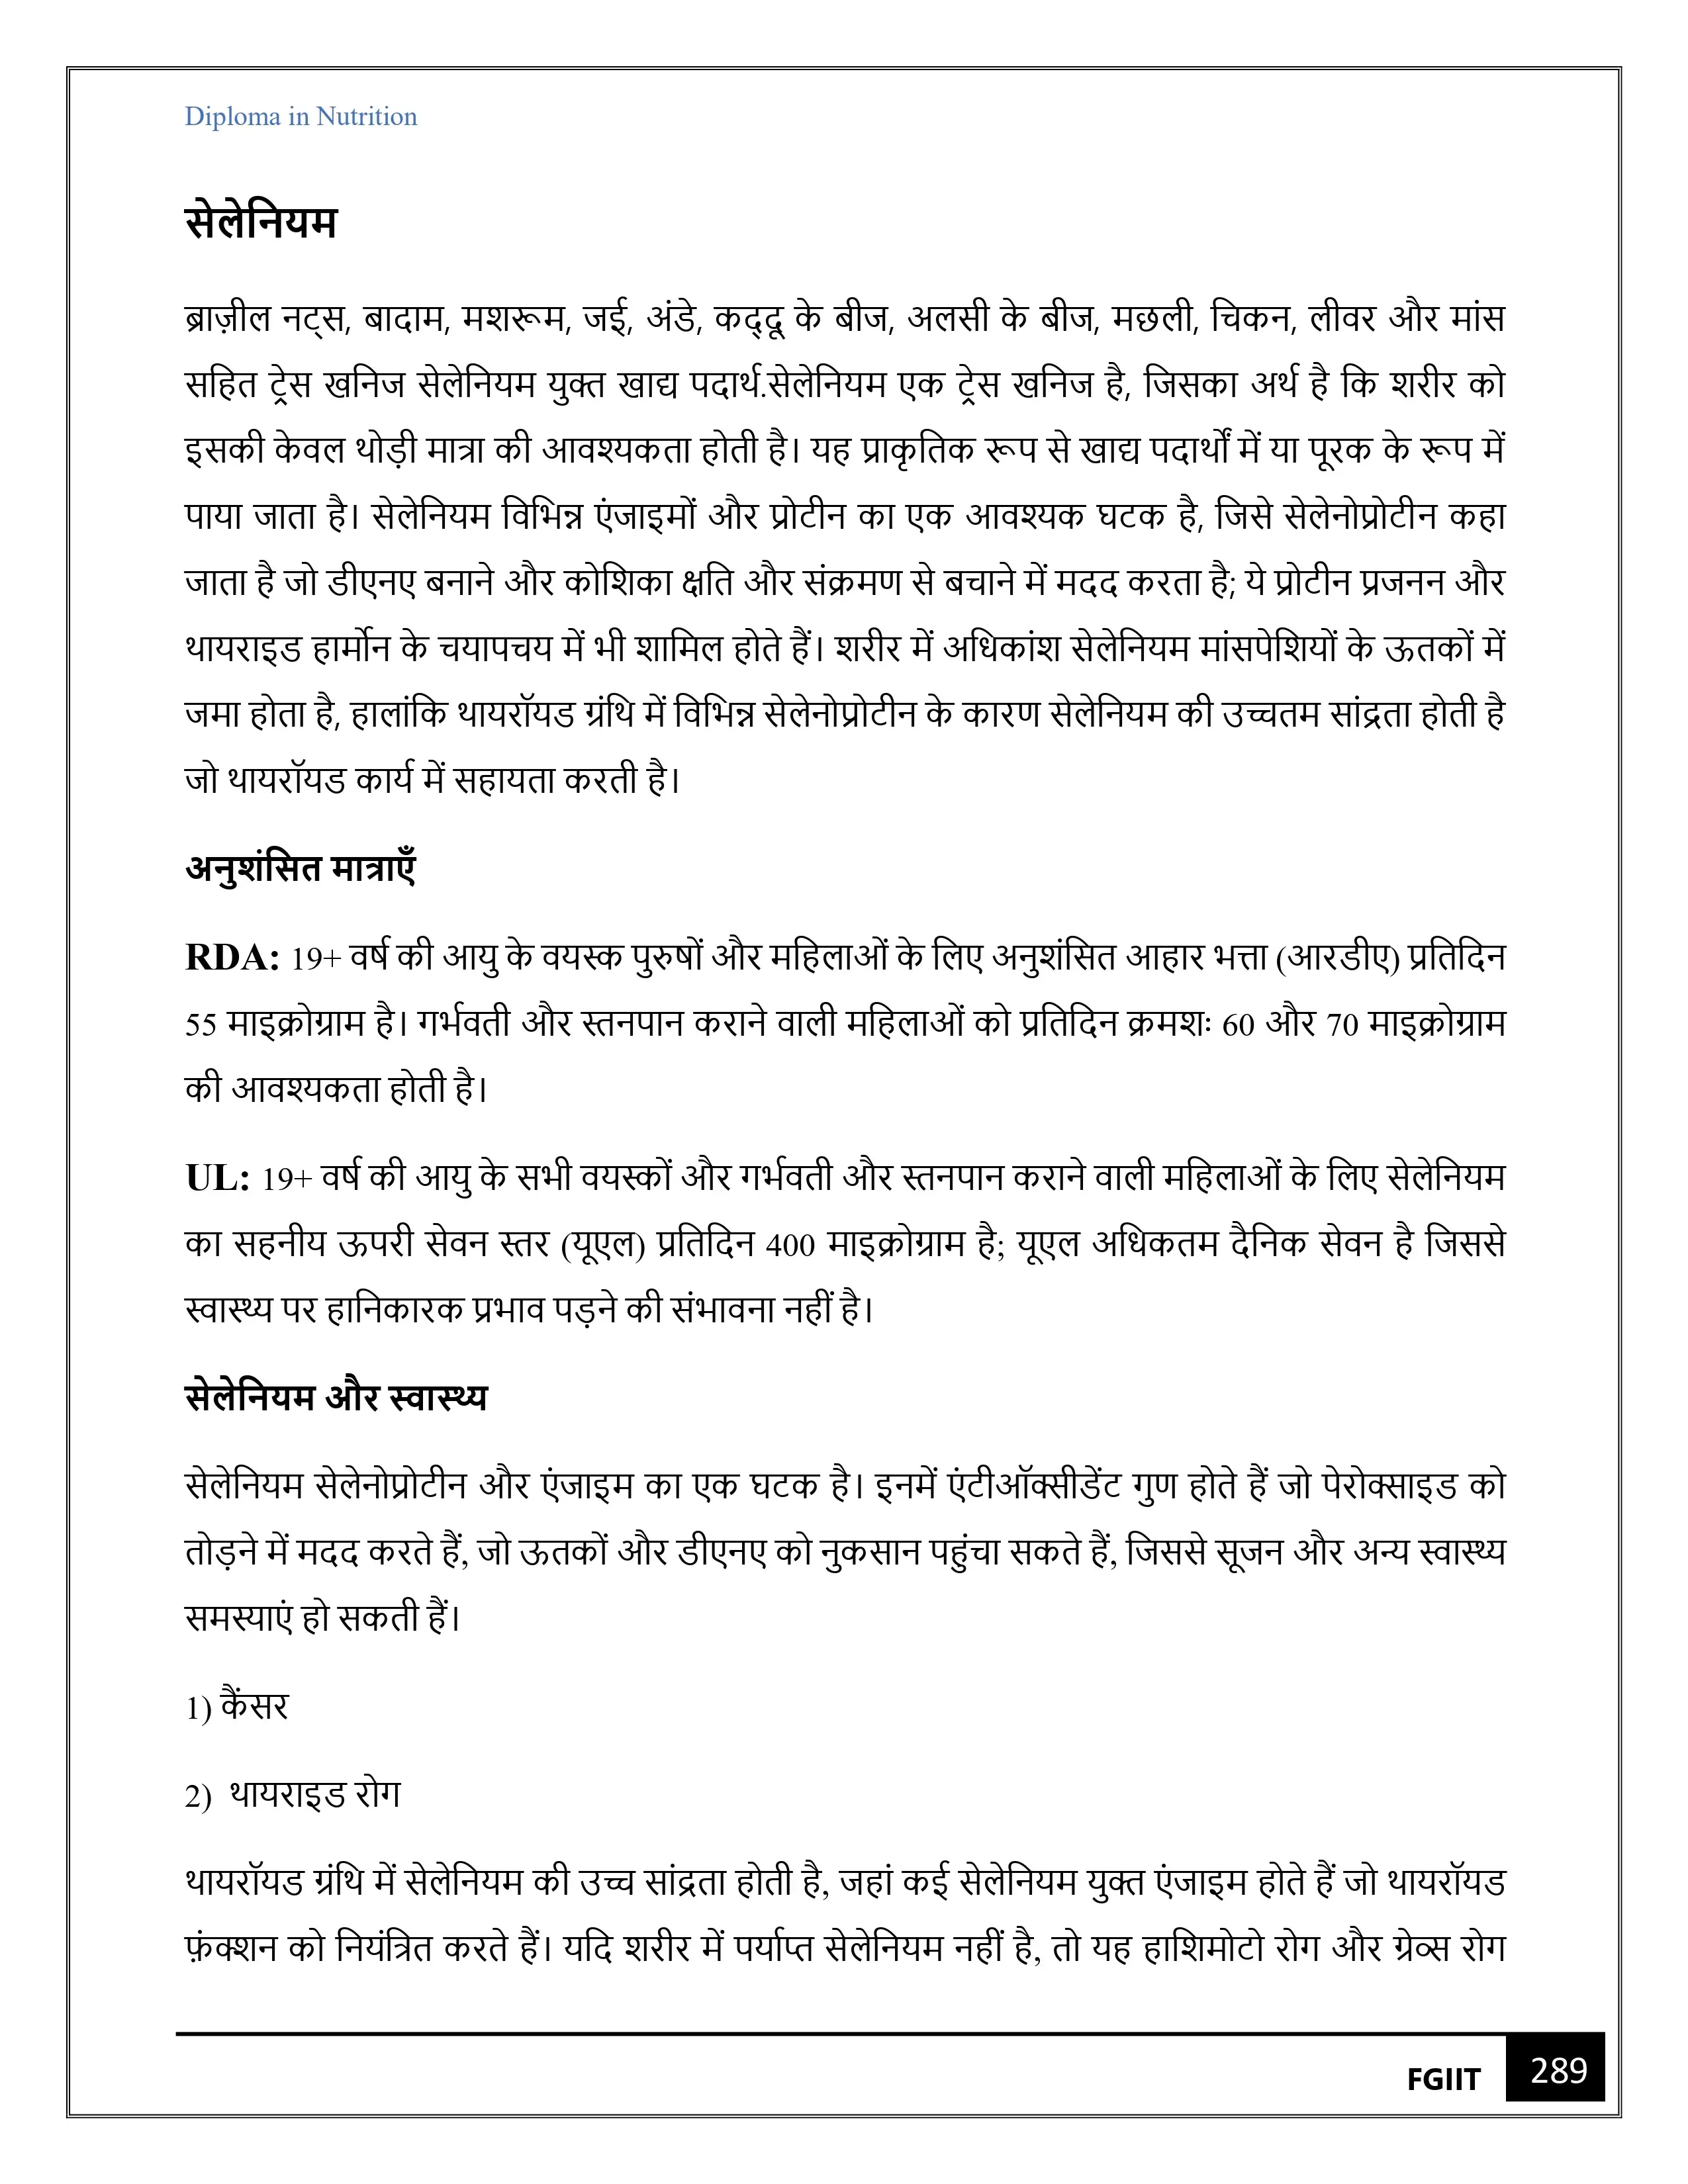 Diploma in Nutrition
सेलेनियम
ब्राज़ील नट्स, बादाम, मशरूम, जई, अंडे, कद्दू के बीज, अलसी के बीज, मछली, चिकन, लीवर और मांस
सहित ट्रेस खनिज सेलेनियम युक्त खाद्य पदार्थ.सेलेनियम एक ट्रेस खनिज है, जिसका अर्थ है कि शरीर को
इसकी केवल थोड़ी मात्रा की आवश्यकता होती है। यह प्राकृतिक रूप से खाद्य पदार्थों में या पूरक के रूप में
पाया जाता है। सेलेनियम विभिन्न एंजाइमों और प्रोटीन का एक आवश्यक घटक है, जिसे सेलेनोप्रोटीन कहा
जाता है जो डीएनए बनाने और कोशिका क्षति और संक्रमण से बचाने में मदद करता है; ये प्रोटीन प्रजनन और
थायराइड हार्मोन के चयापचय में भी शामिल होते हैं। शरीर में अधिकांश सेलेनियम मांसपेशियों के ऊतकों में
जमा होता है, हालांकि थायरॉयड ग्रंथि में विभिन्न सेलेनोप्रोटीन के कारण सेलेनियम की उच्चतम सांद्रता होती है
जो थायरॉयड कार्य में सहायता करती है।
अनुशंसित मात्राएँ
RDA: 19+ वर्ष की आयु के वयस्क पुरुषों और महिलाओं के लिए अनुशंसित आहार भत्ता (आरडीए) प्रतिदिन
55 माइक्रोग्राम है। गर्भवती और स्तनपान कराने वाली महिलाओं को प्रतिदिन क्रमशः 60 और 70 माइक्रोग्राम
की आवश्यकता होती है।
UL: 19+ वर्ष की आयु के सभी वयस्कों और गर्भवती और स्तनपान कराने वाली महिलाओं के लिए सेलेनियम
का सहनीय ऊपरी सेवन स्तर (यूएल) प्रतिदिन 400 माइक्रोग्राम है; यूएल अधिकतम दैनिक सेवन है जिससे
स्वास्थ्य पर हानिकारक प्रभाव पड़ने की संभावना नहीं है।
सेलेनियम और स्वास्थ्य
सेलेनियम सेलेनोप्रोटीन और एंजाइम का एक घटक है। इनमें एंटीऑक्सीडेंट गुण होते हैं जो पेरोक्साइड को
तोड़ने में मदद करते हैं, जो ऊतकों और डीएनए को नुकसान पहुंचा सकते हैं, जिससे सूजन और अन्य स्वास्थ्य
समस्याएं हो सकती हैं।
1) कैंसर
2) थायराइड रोग
थायरॉयड ग्रंथि में सेलेनियम की उच्च सांद्रता होती है, जहां कई सेलेनियम युक्त एंजाइम होते हैं जो थायरॉयड
फ़ंक्शन को नियंत्रित करते हैं। यदि शरीर में पर्याप्त सेलेनियम नहीं है, तो यह हाशिमोटो रोग और ग्रेव्स रोग
FGIIT 289